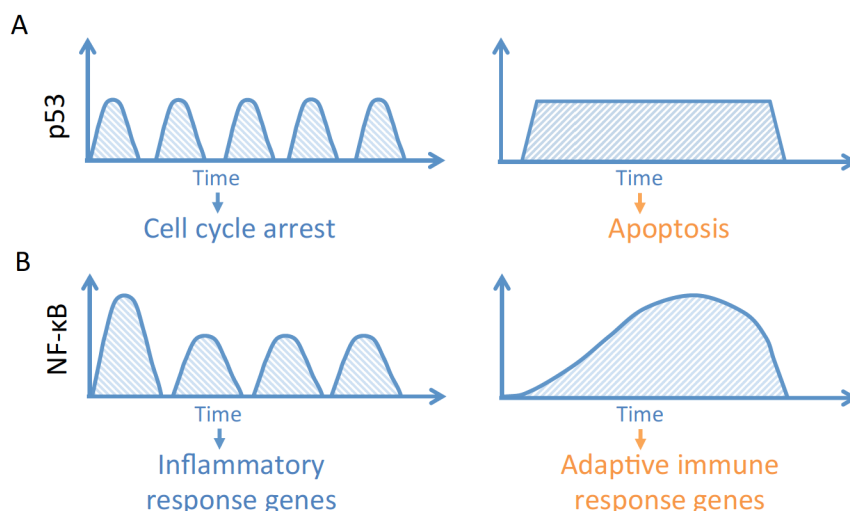 A
p53
Time
Time
Cell cycle arrest
Apoptosis
B
NF-κB
Time
Time
Inflammatory
response genes
Adaptive immune
response genes